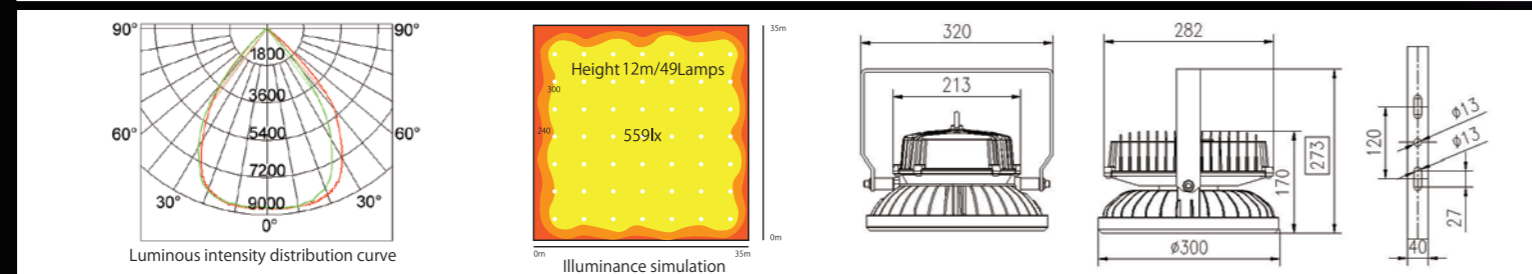 90°
90°
1800
3600
60°
5400
60°
7200
30°
9000
30°
0°
Luminous intensity distribution curve
35m
Height 12m/49Lamps
300
240
559lx
0m
0m
35m
Illuminance simulation
320
213
282
170
273
ø300
ø13
ø13
120
27
40